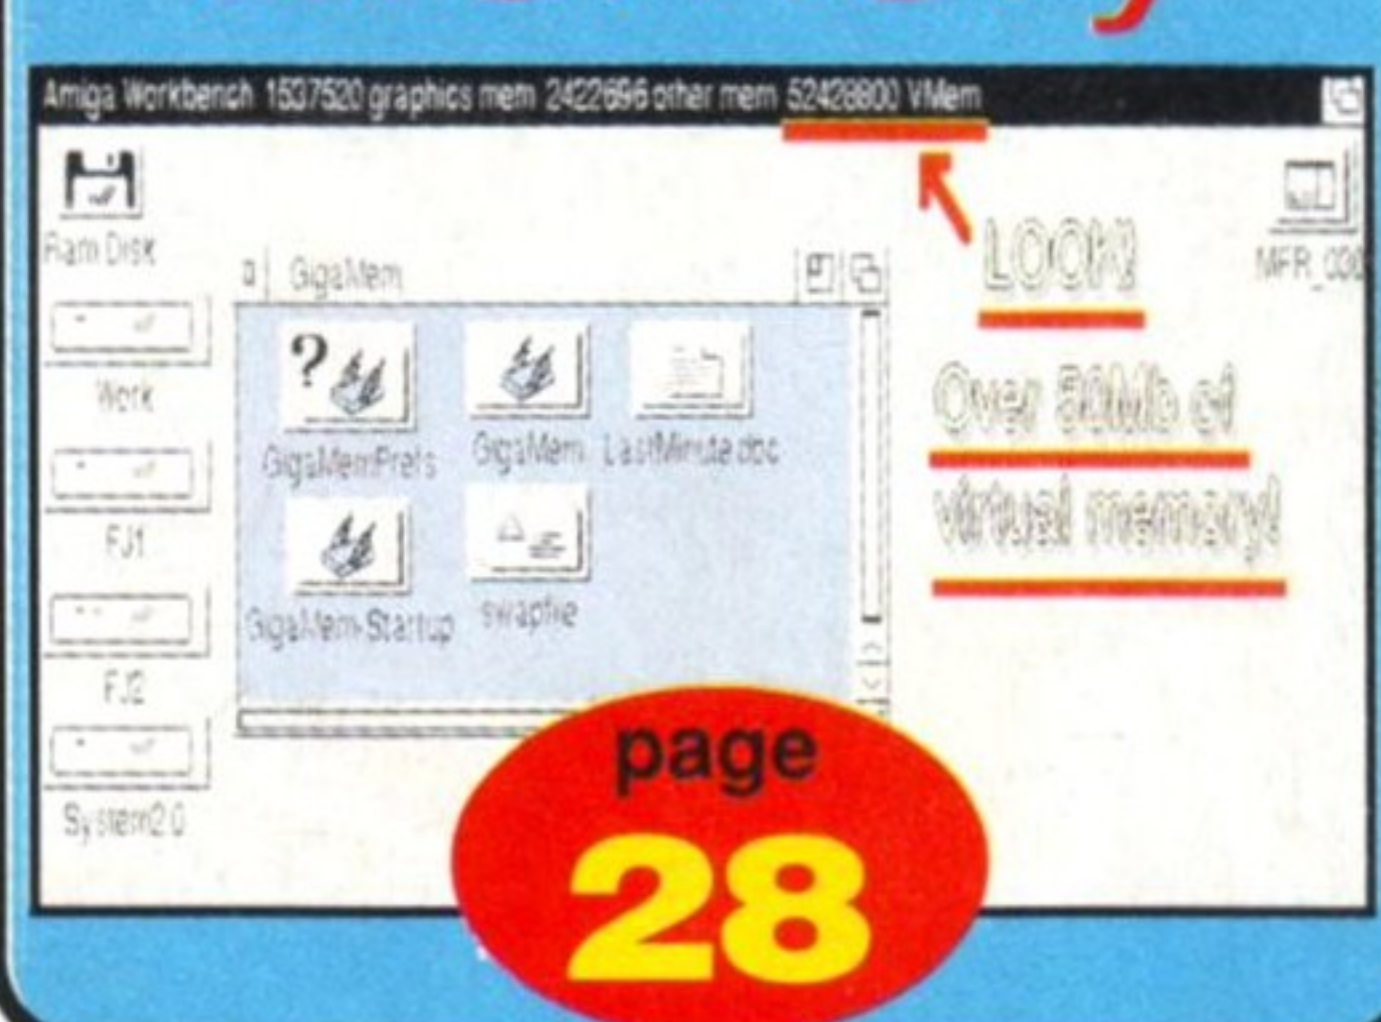 Amiga Workbench 1537520 graphics mem 2422696 other mem 52428800 VMem
Ram Disk
GigaMem
LOOK!
MFR_030
Work
Over 50Mb of
GigaMemPrefs GigaMem LastMinute.doc
virtual memory!
FJ1
GigaMem-Startup swapfile
FJ2
System2.0
page
28